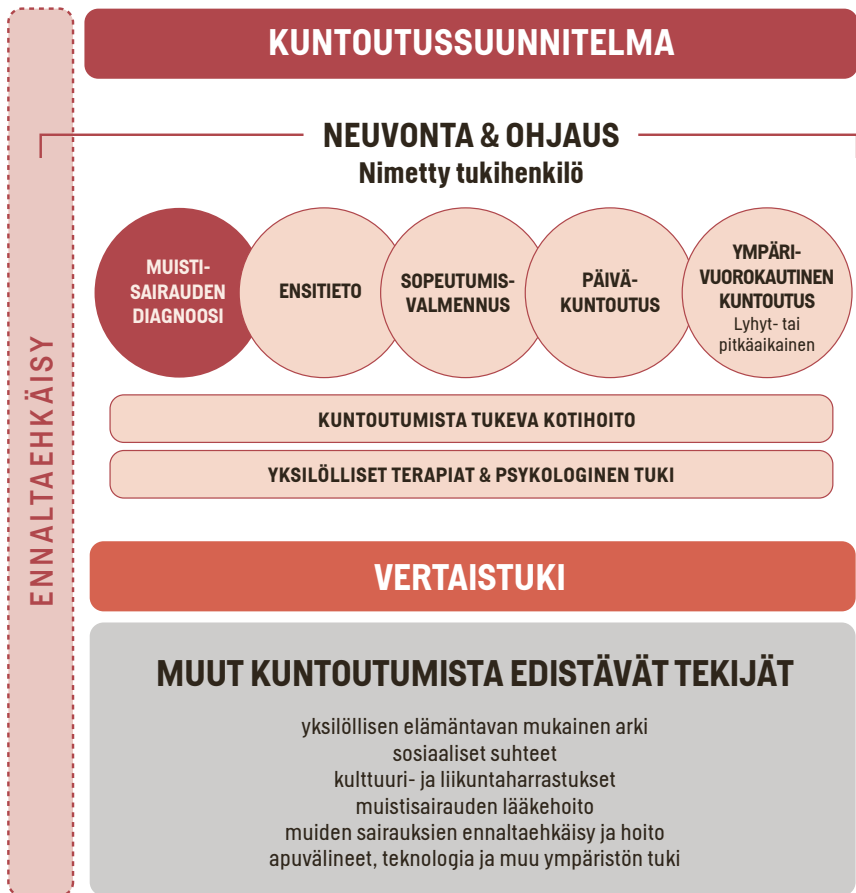 ENNALTAEHKÄISY
KUNTOUTUSSUUNNITELMA
NEUVONTA & OHJAUS
Nimetty tukihenkilö
MUISTI-
SAIRAUDEN
DIAGNOOSI
ENSITIETO
SOPEUTUMIS-
VALMENNUS
PÄIVÄ-
KUNTOUTUS
YMPÄRI-
VUOROKAUTINEN
KUNTOUTUS
Lyhyt- tai
pitkäaikainen
KUNTOUTUMISTA TUKEVA KOTIHOITO
YKSILÖLLISET TERAPIAT & PSYKOLOGINEN TUKI
VERTAISTUKI
MUUT KUNTOUTUMISTA EDISTÄVÄT TEKIJÄT
yksilöllisen elämäntavan mukainen arki
sosiaaliset suhteet
kulttuuri- ja liikuntaharrastukset
muistisairauden lääkehoito
muiden sairauksien ennaltaehkäisy ja hoito
apuvälineet, teknologia ja muu ympäristön tuki